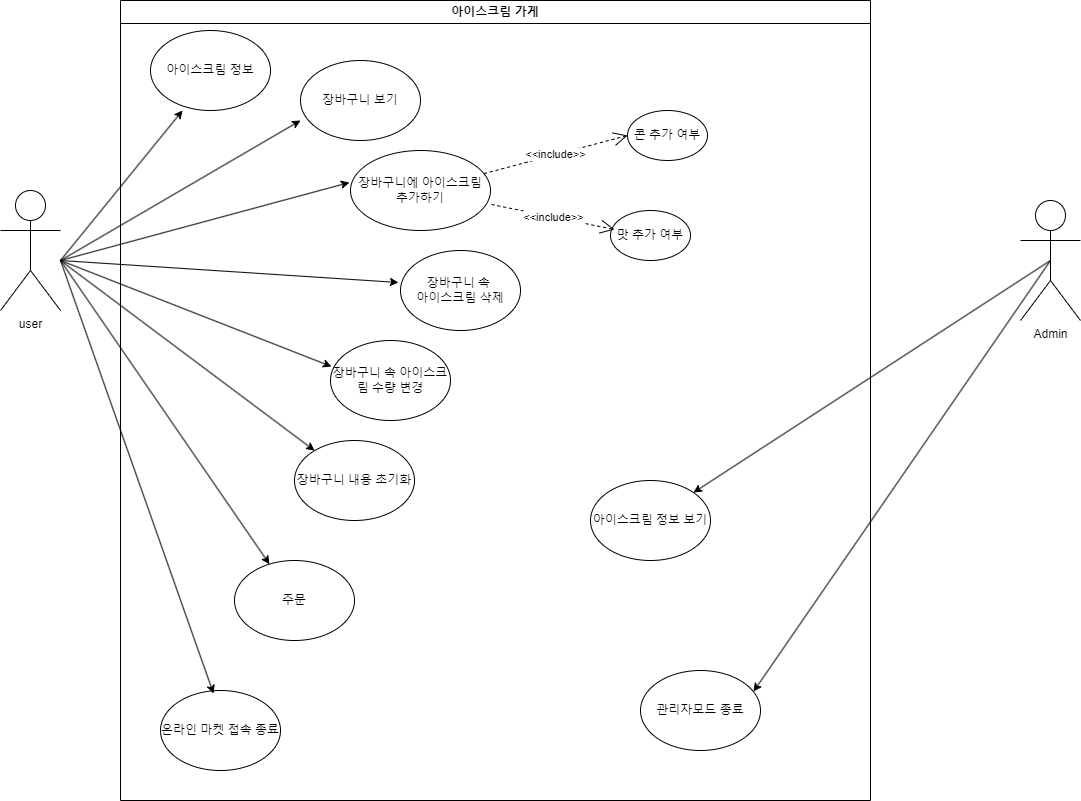 아이스크림 가게
아이스크림 정보
장바구니 보기
콘 추가 여부
<<include>>
장바구니에 아이스크림
추가하기
<<include>>
맛 추가 여부
장바구니 속
아이스크림 삭제
user
Admin
장바구니 속 아이스크
림 수량 변경
장바구니 내용 초기화
아이스크림 정보 보기
주문
관리자모드 종료
온라인 마켓 접속 종료